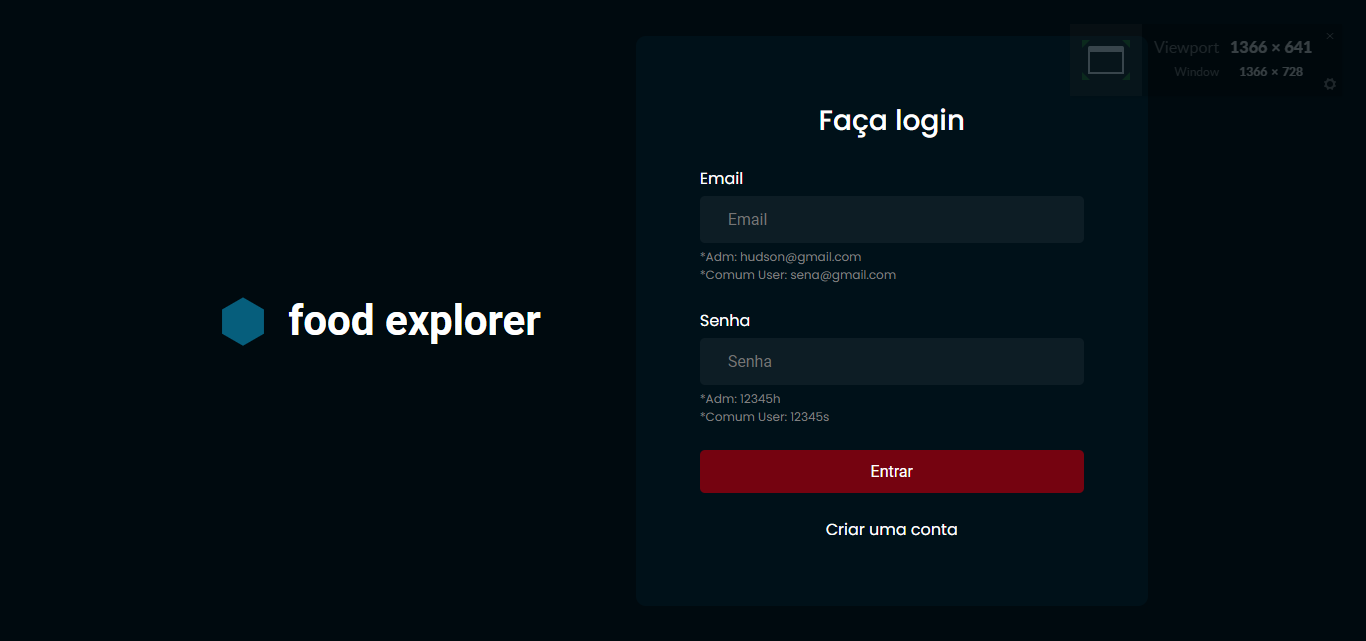 Viewport 1366 × 641
Window 1366 × 728
food explorer
Faça login
Email
Email
*Adm: hudson@gmail.com
*Comum User: sena@gmail.com
Senha
Senha
*Adm: 12345h
*Comum User: 12345s
Entrar
Criar uma conta